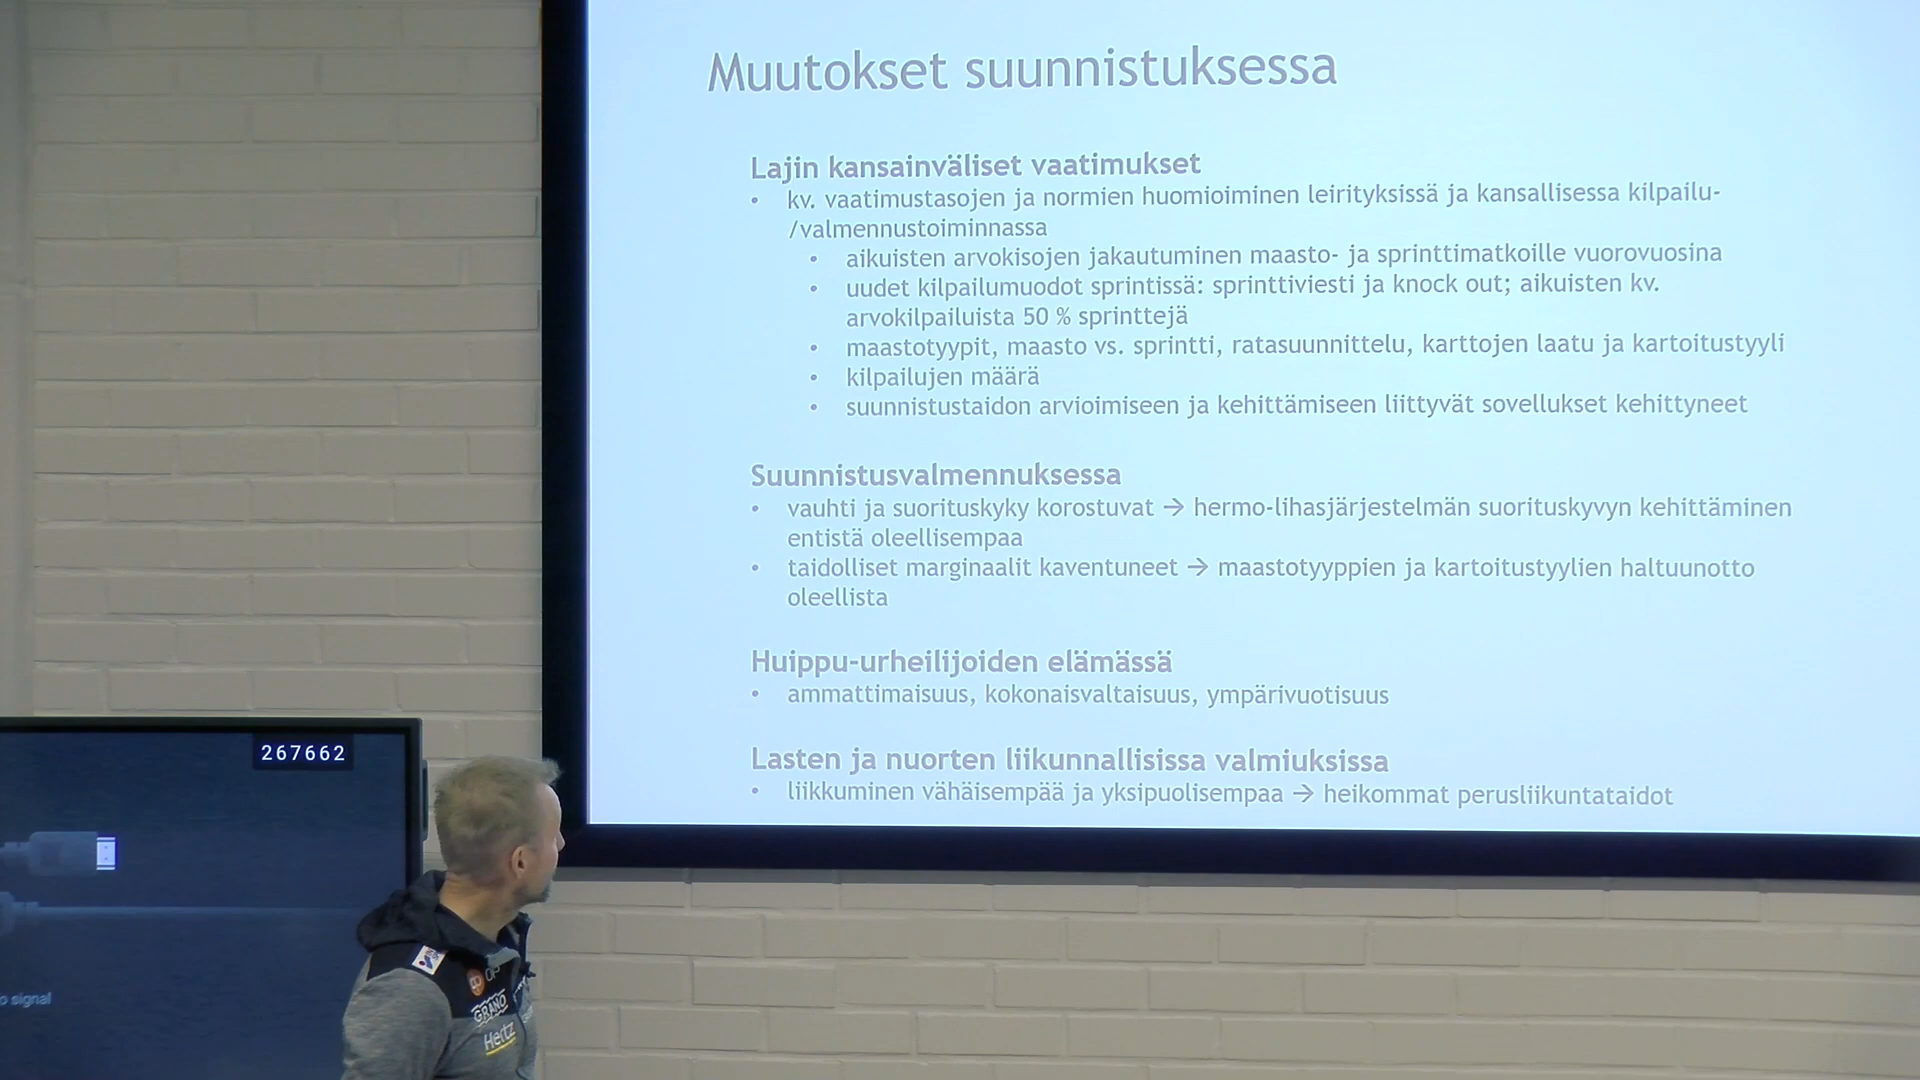 Muutokset suunnistuksessa
Lajin kansainväliset vaatimukset
• kv. vaatimustasojen ja normien huomioiminen leirityksissä ja kansallisessa kilpailu-
/valmennustoiminnassa
• aikuisten arvokisojen jakautuminen maasto- ja sprinttimatkoille vuorovuosina
• uudet kilpailumuodot sprintissä: sprinttiviesti ja knock out; aikuisten kv.
arvokilpailuista 50 % sprinttejä
• maastotyypit, maasto vs. sprintti, ratasuunnittelu, karttojen laatu ja kartoitustyyli
• kilpailujen määrä
• suunnistustaidon arvioimiseen ja kehittämiseen liittyvät sovellukset kehittyneet
Suunnistusvalmennuksessa
• vauhti ja suorituskyky korostuvat → hermo-lihasjärjestelmän suorituskyvyn kehittäminen
entistä oleellisempaa
• taidolliset marginaalit kaventuneet → maastotyyppien ja kartoitustyylien haltuunotto
oleellista
Huippu-urheilijoiden elämässä
• ammattimaisuus, kokonaisvaltaisuus, ympärivuotisuus
Lasten ja nuorten liikunnallisissa valmiuksissa
• liikkuminen vähäisempää ja yksipuolisempaa → heikommat perusliikuntataidot
267662
o signal
GRANO
Hertz